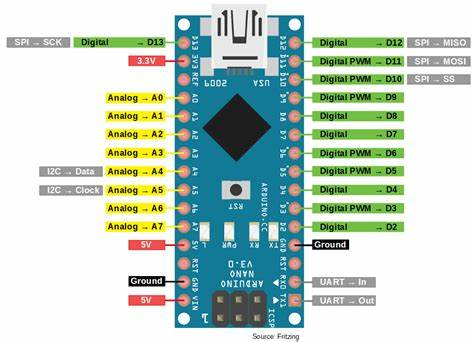 SPI → SCK
Digital → D13
3.3V
Analog → A0
Analog → A1
Analog → A2
Analog → A3
I2C → Data
Analog → A4
I2C → Clock
Analog → A5
Analog → A6
Analog → A7
5V
Ground
5V
D13
3V3
REF
A0
A1
A2
A3
A4
A5
A6
A7
5V
RST
GND
VIN
USA
2009
RST
ARDUINO.CC
L
PWR
RX
TX
ARDUINO
NANO
V3.0
ICSP
1
D12
D11
D10
D9
D8
D7
D6
D5
D4
D3
D2
GND
RST
RX0
TX1
Digital → D12
SPI → MISO
Digital PWM → D11
SPI → MOSI
Digital PWM → D10
SPI → SS
Digital PWM → D9
Digital → D8
Digital → D7
Digital PWM → D6
Digital PWM → D5
Digital → D4
Digital PWM → D3
Digital → D2
Ground
UART → In
UART → Out
Source: Fritzing